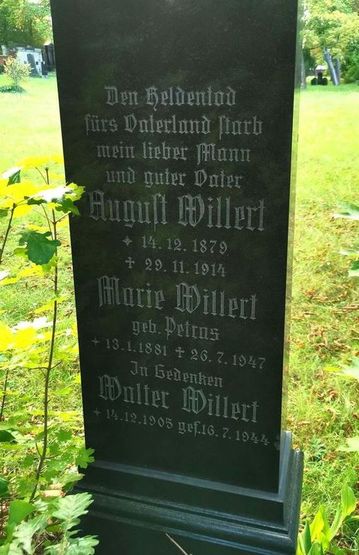 Den Heldentod
fürs Vaterland starb
mein lieber Mann
und guter Vater
August Willert
* 14. 12. 1879
+ 29. 11. 1914
Marie Willert
geb. Petras
* 13. 1. 1881 + 26. 7. 1947
In Gedenken
Walter Willert
* 14. 12. 1905 gef. 16. 7. 1944